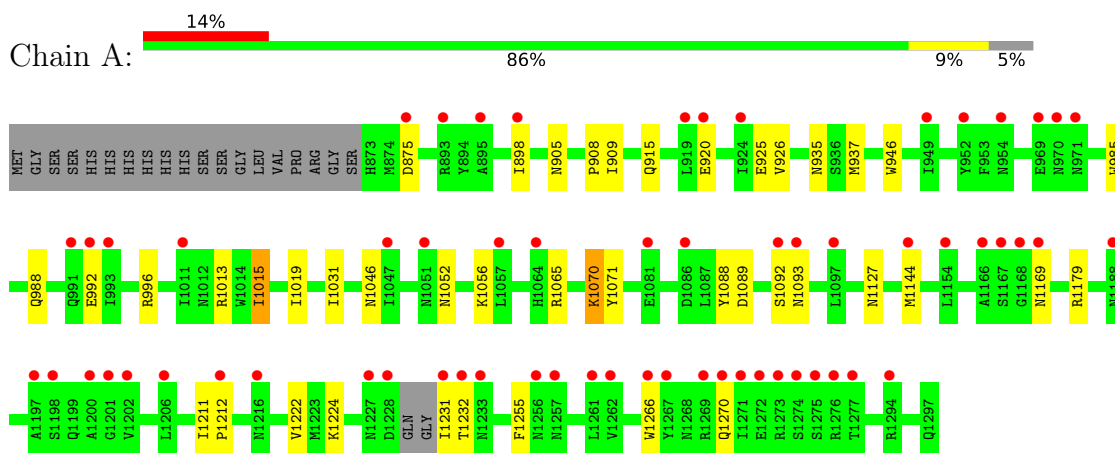 14%
Chain A:
86% 9% 5%
MET GLY SER SER HIS HIS HIS HIS HIS HIS SER SER GLY LEU VAL PRO ARG GLY SER H873 M874 D875 R893 Y894 A895 I898 N905 P908 I909 Q915 L919 E920 I924 E925 V926 N935 S936 M937 W946 I949 Y952 F953 N954 E969 N970 N971 W985
Q988 Q991 E992 I993 R996 I1011 N1012 R1013 W1014 I1015 I1019 I1031 N1046 I1047 N1051 N1052 K1056 L1057 H1064 R1065 K1070 Y1071 E1081 D1086 L1087 Y1088 D1089 S1092 N1093 L1097 N1127 M1144 L1154 A1166 S1167 G1168 N1169 R1179 N1188
A1197 S1198 Q1199 A1200 G1201 V1202 L1206 I1211 P1212 N1216 V1222 M1223 K1224 N1227 D1228 GLN GLY I1231 T1232 N1233 F1255 N1256 N1257 L1261 V1262 W1266 Y1267 N1268 R1269 Q1270 I1271 E1272 R1273 S1274 S1275 R1276 T1277 R1294 Q1297